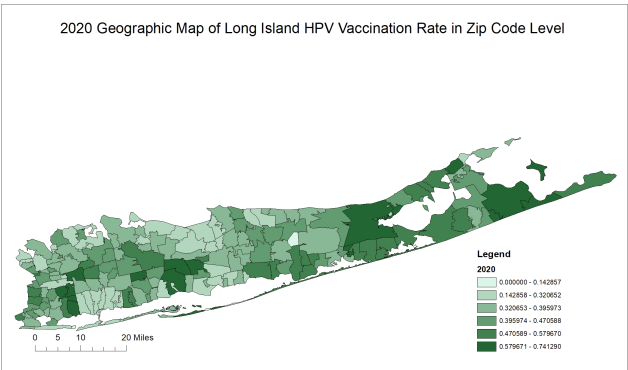 2020 Geographic Map of Long Island HPV Vaccination Rate in Zip Code Level
Legend
2020
0.000000 - 0.142857
0.142858 - 0.320652
0.320653 - 0.395973
0.395974 - 0.470588
0.470589 - 0.579670
0.579671 - 0.741290
0 5 10 20 Miles